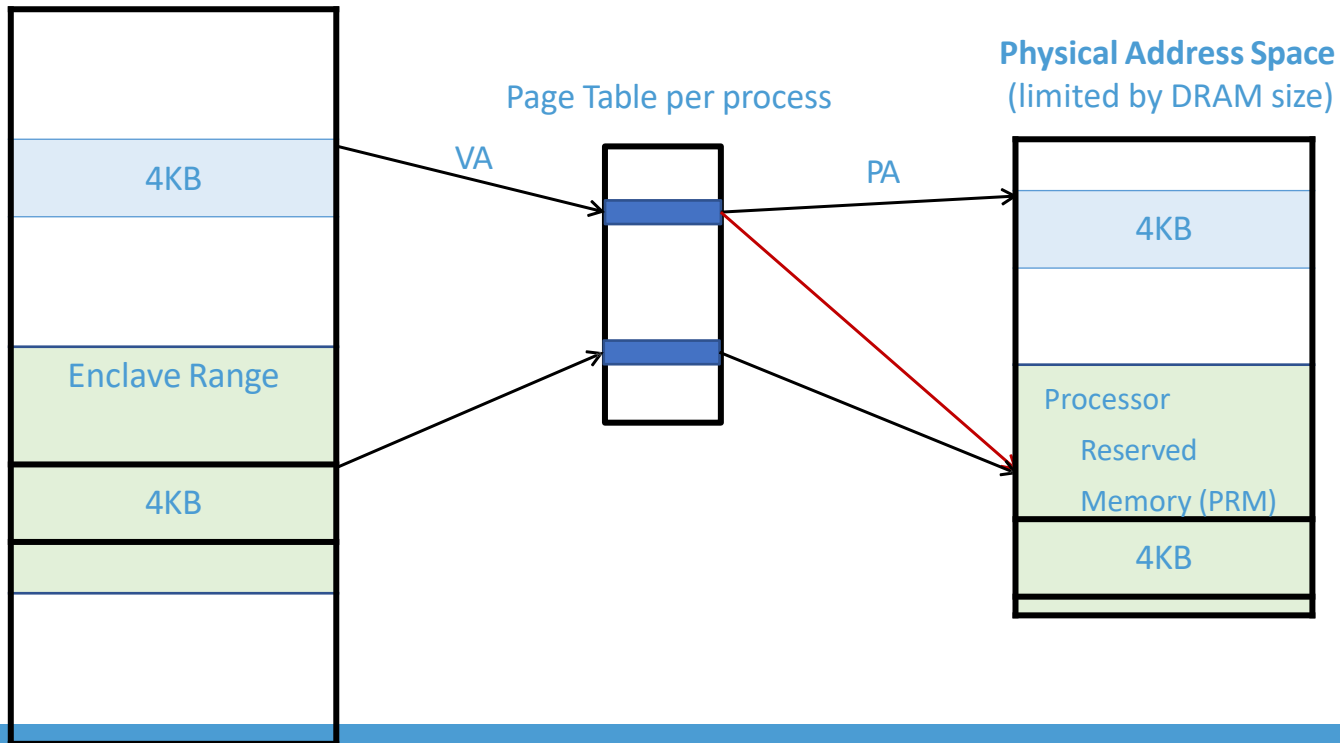 4KB
Enclave Range
4KB
Page Table per process
VA
PA
Physical Address Space
(limited by DRAM size)
4KB
Processor
Reserved
Memory (PRM)
4KB